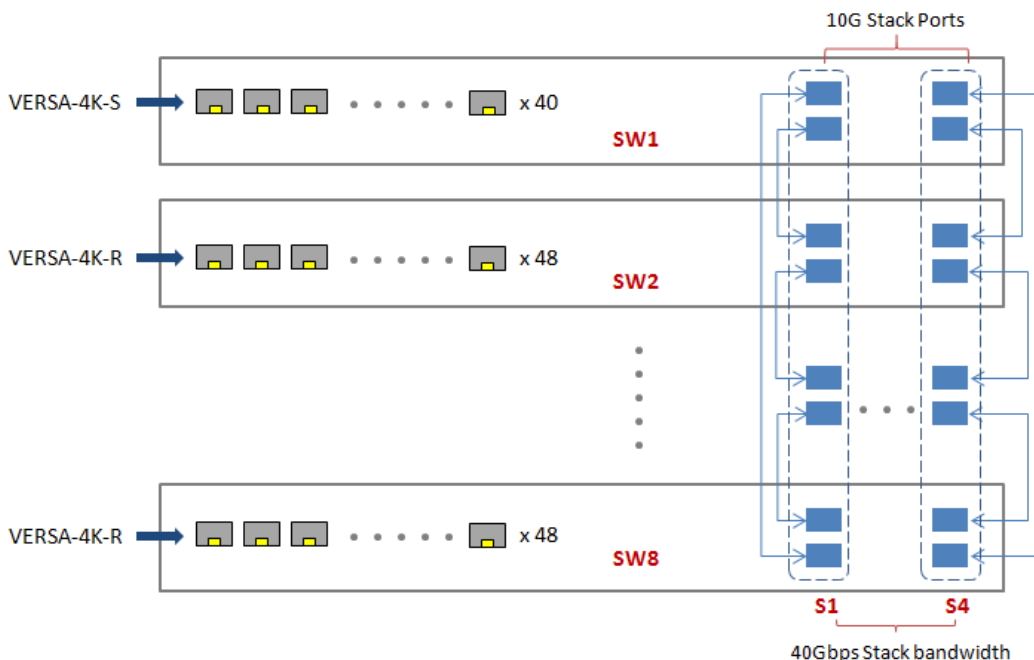 10G Stack Ports
VERSA-4K-S
x 40
SW1
VERSA-4K-R
x 48
SW2
VERSA-4K-R
x 48
SW8
S1
S4
40Gbps Stack bandwidth